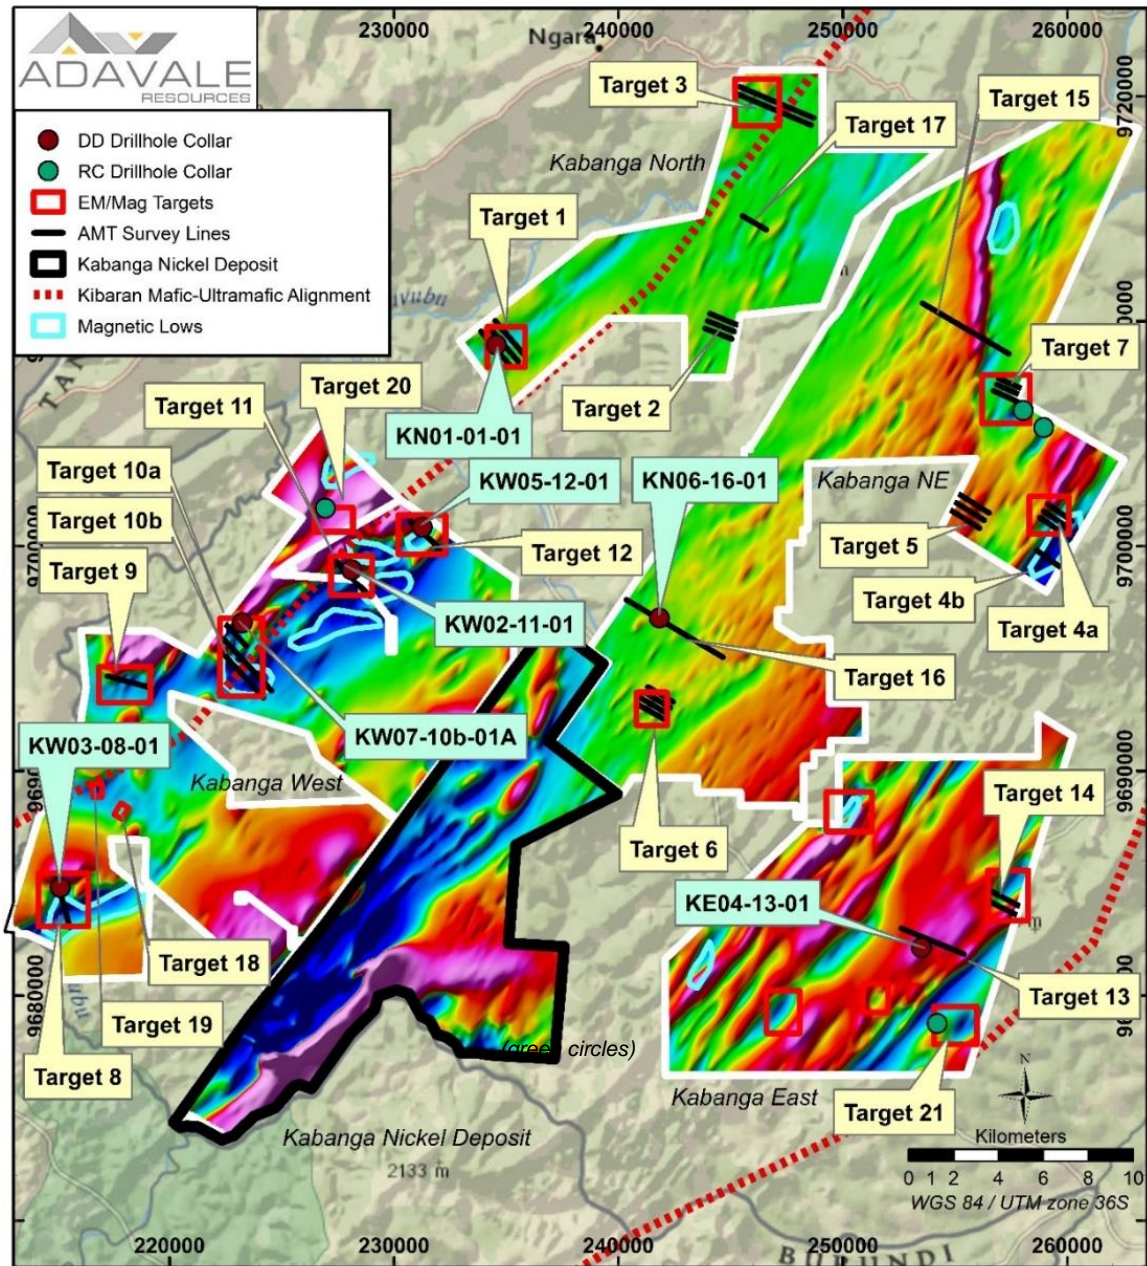 230000
240000
250000
260000
ADAVALE
RESOURCES
Ngara
Target 3
Target 15
9720000
Target 17
Kabanga North
DD Drillhole Collar
RC Drillhole Collar
EM/Mag Targets
AMT Survey Lines
Kabanga Nickel Deposit
Kibaran Mafic-Ultramafic Alignment
Magnetic Lows
Target 1
Target 7
Target 20
Target 11
Target 2
KN01-01-01
Target 10a
KW05-12-01
KN06-16-01
Kabanga NE
Target 10b
9700000
9700000
Target 5
Target 12
Target 9
Target 4b
Target 4a
KW02-11-01
Target 16
KW03-08-01
KW07-10b-01A
9690000
Kabanga West
Target 14
Target 6
KE04-13-01
Target 18
9680000
Target 13
Target 19
(green circles)
Target 8
Kabanga East
Target 21
N
Kabanga Nickel Deposit
Kilometers
2133 m
0 1 2 4 6 8 10
WGS 84 / UTM zone 36S
BURUNDI
220000
230000
240000
250000
260000